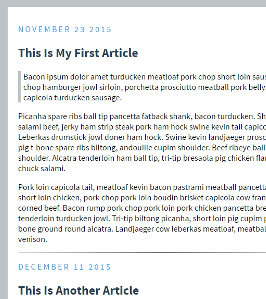 NOVEMBER 23 2015
This Is My First Article
Bacon ipsum dolor amet turducken meatloaf pork chop short loin saus
chop hamburger jowl sirloin, porchetta prosciutto meatball pork belly
capicola turducken sausage.
Picanha spare ribs ball tip pancetta fatback shank, bacon turducken. Sh
salami beef, jerky ham strip steak pork ham hock swine kevin tail capico
Leberkas drumstick jowl doner ham hock. Swine kevin landjaeger prosc
pig t-bone spare ribs biltong, andouille cupim shoulder. Beef ribeye ball
shoulder. Alcatra tenderloin ham ball tip, tri-tip bresaola pig chicken flan
chuck salami.
Pork loin capicola tail, meatloaf kevin bacon pastrami meatball pancetta
short loin chicken, pork chop pork loin boudin brisket capicola cow fran
corned beef. Bacon rump pork chop pork loin pork chicken pancetta bre
tenderloin turducken jowl. Tri-tip biltong picanha, short loin pig cupim p
bone ground round alcatra. Landjaeger cow leberkas meatloaf, meatbal
venison.
DECEMBER 11 2015
This Is Another Article